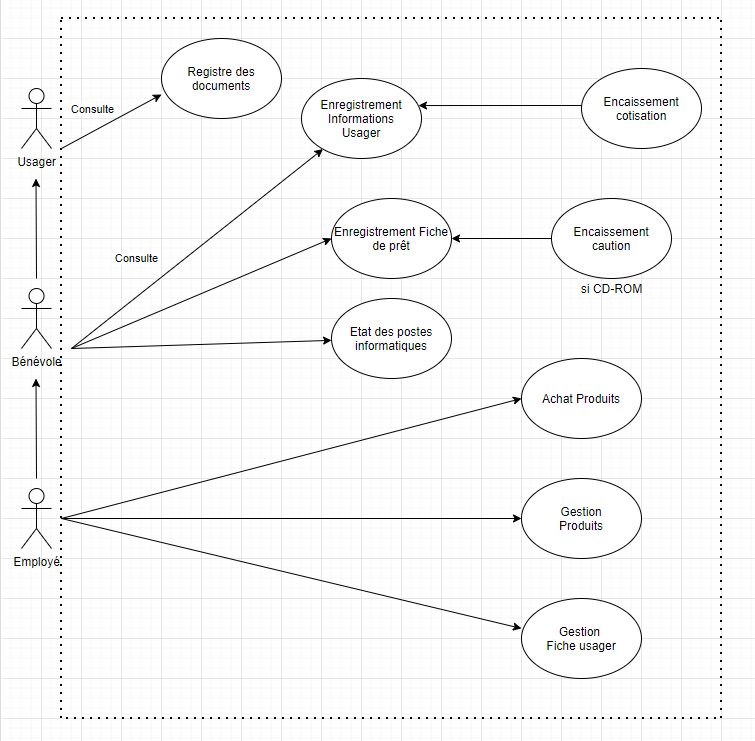 Registre des
documents
Consulte
Usager
Enregistrement
Informations
Usager
Encaissement
cotisation
Consulte
Enregistrement Fiche
de prêt
Encaissement
caution
si CD-ROM
Bénévole
Etat des postes
informatiques
Achat Produits
Employé
Gestion
Produits
Gestion
Fiche usager